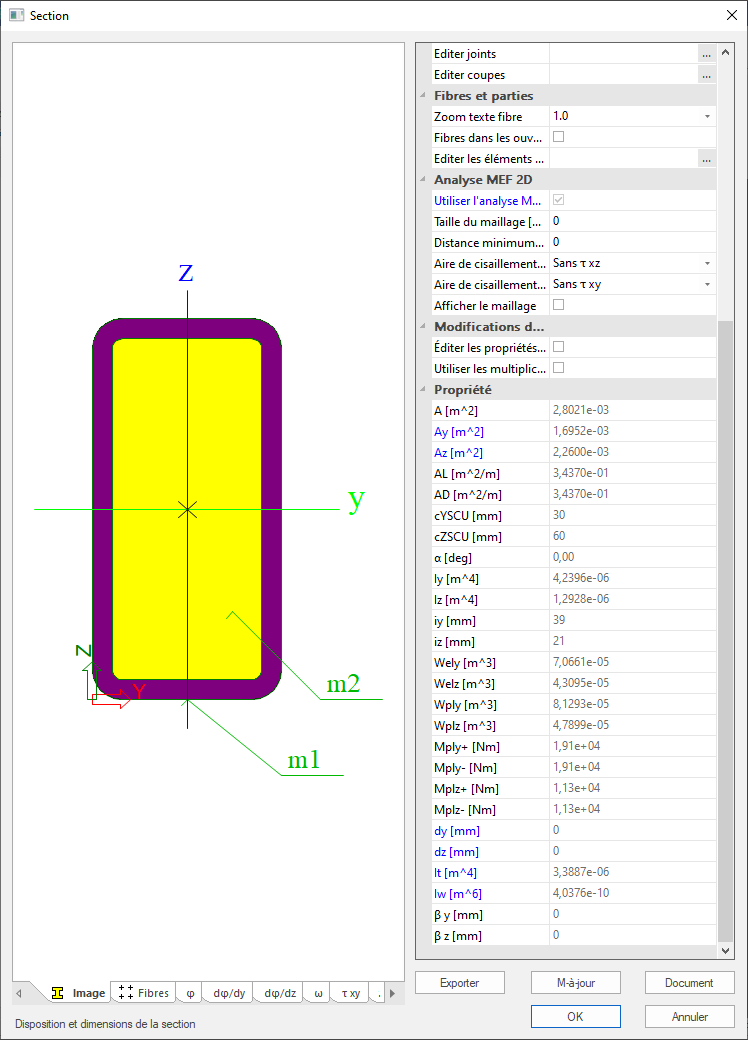 Section
Z
y
Z
Y
m2
m1
Editer joints ...
Editer coupes ...
Fibres et parties
Zoom texte fibre 1.0
Fibres dans les ouv...
Editer les éléments ... ...
Analyse MEF 2D
Utiliser l'analyse M...
Taille du maillage [... 0
Distance minimum... 0
Aire de cisaillement... Sans τ xz
Aire de cisaillement... Sans τ xy
Afficher le maillage
Modifications d...
Éditer les propriétés...
Utiliser les multiplic...
Propriété
A [m^2] 2,8021e-03
Ay [m^2] 1,6952e-03
Az [m^2] 2,2600e-03
AL [m^2/m] 3,4370e-01
AD [m^2/m] 3,4370e-01
cYSCU [mm] 30
cZSCU [mm] 60
α [deg] 0,00
Iy [m^4] 4,2396e-06
Iz [m^4] 1,2928e-06
iy [mm] 39
iz [mm] 21
Wely [m^3] 7,0661e-05
Welz [m^3] 4,3095e-05
Wply [m^3] 8,1293e-05
Wplz [m^3] 4,7899e-05
Mply+ [Nm] 1,91e+04
Mply- [Nm] 1,91e+04
Mplz+ [Nm] 1,13e+04
Mplz- [Nm] 1,13e+04
dy [mm] 0
dz [mm] 0
It [m^4] 3,3887e-06
Iw [m^6] 4,0376e-10
β y [mm] 0
β z [mm] 0
Image Fibres φ dφ/dy dφ/dz ω τ xy .
Exporter M-à-jour Document
Disposition et dimensions de la section
OK Annuler